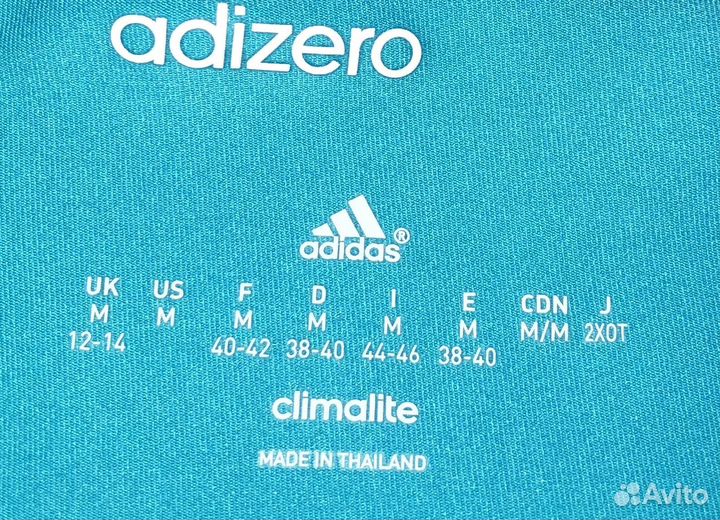 adizero
adidas®
UK US F D I E CDN J
M M M M M M M/M 2XOT
12-14 40-42 38-40 44-46 38-40
climalite
MADE IN THAILAND
Avito